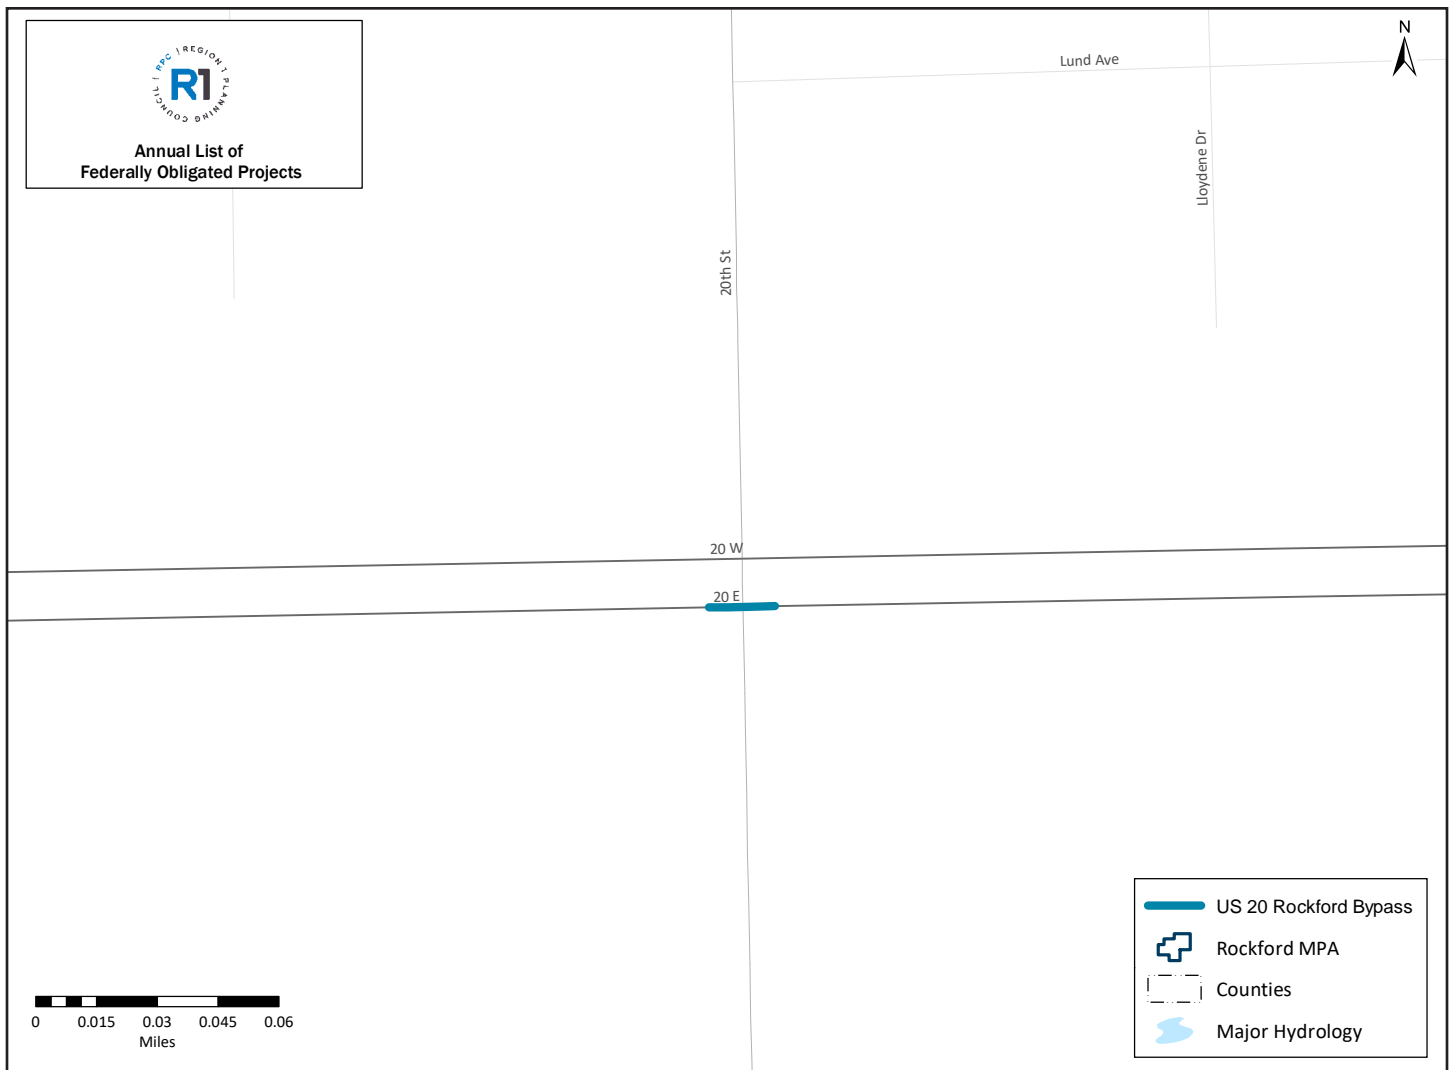 RPC | REGION 1 PLANNING COUNCIL |
R1
Annual List of
Federally Obligated Projects
N
Lund Ave
Lloydene Dr
20th St
20 W
20 E
0 0.015 0.03 0.045 0.06
Miles
US 20 Rockford Bypass
Rockford MPA
Counties
Major Hydrology